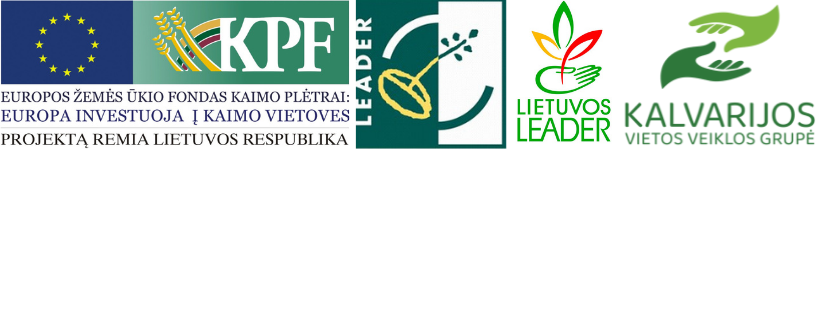 KPF
EUROPOS ŽEMĖS ŪKIO FONDAS KAIMO PLĖTRAI:
EUROPA INVESTUOJA Į KAIMO VIETOVES
PROJEKTĄ REMIA LIETUVOS RESPUBLIKA
LEADER
LIETUVOS
LEADER
KALVARIJOS
VIETOS VEIKLOS GRUPĖ